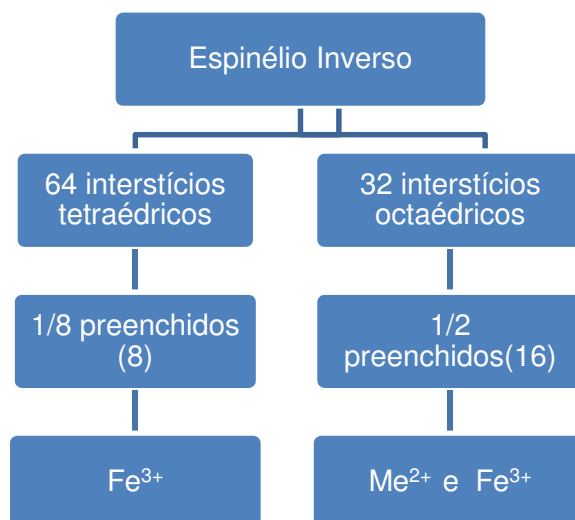 Espinélio Inverso
64 interstícios
tetraédricos
32 interstícios
octaédricos
1/8 preenchidos
(8)
1/2
preenchidos(16)
Fe³⁺
Me²⁺ e Fe³⁺